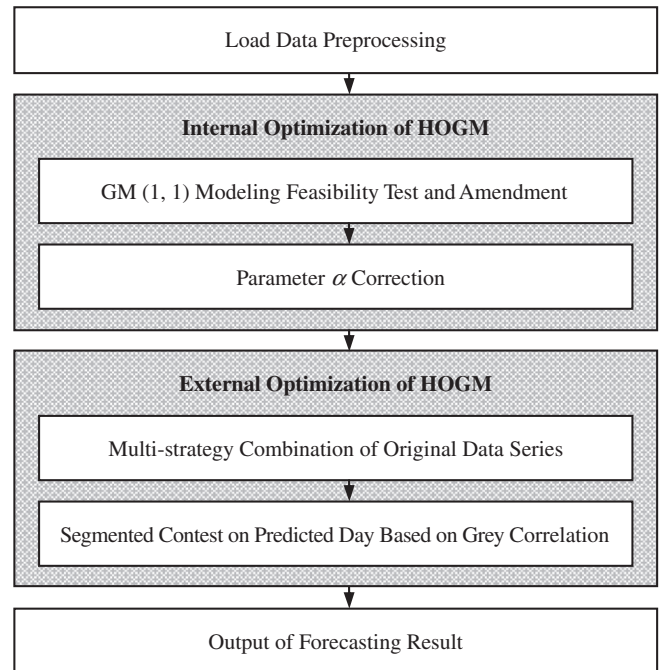 Load Data Preprocessing
Internal Optimization of HOGM
GM (1, 1) Modeling Feasibility Test and Amendment
Parameter α Correction
External Optimization of HOGM
Multi-strategy Combination of Original Data Series
Segmented Contest on Predicted Day Based on Grey Correlation
Output of Forecasting Result